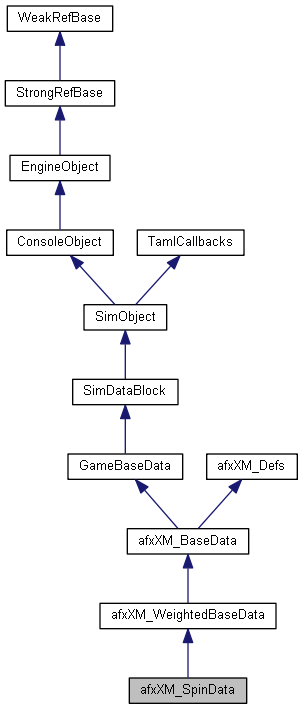 WeakRefBase
StrongRefBase
EngineObject
ConsoleObject
TamlCallbacks
SimObject
SimDataBlock
GameBaseData
afxXM_Defs
afxXM_BaseData
afxXM_WeightedBaseData
afxXM_SpinData